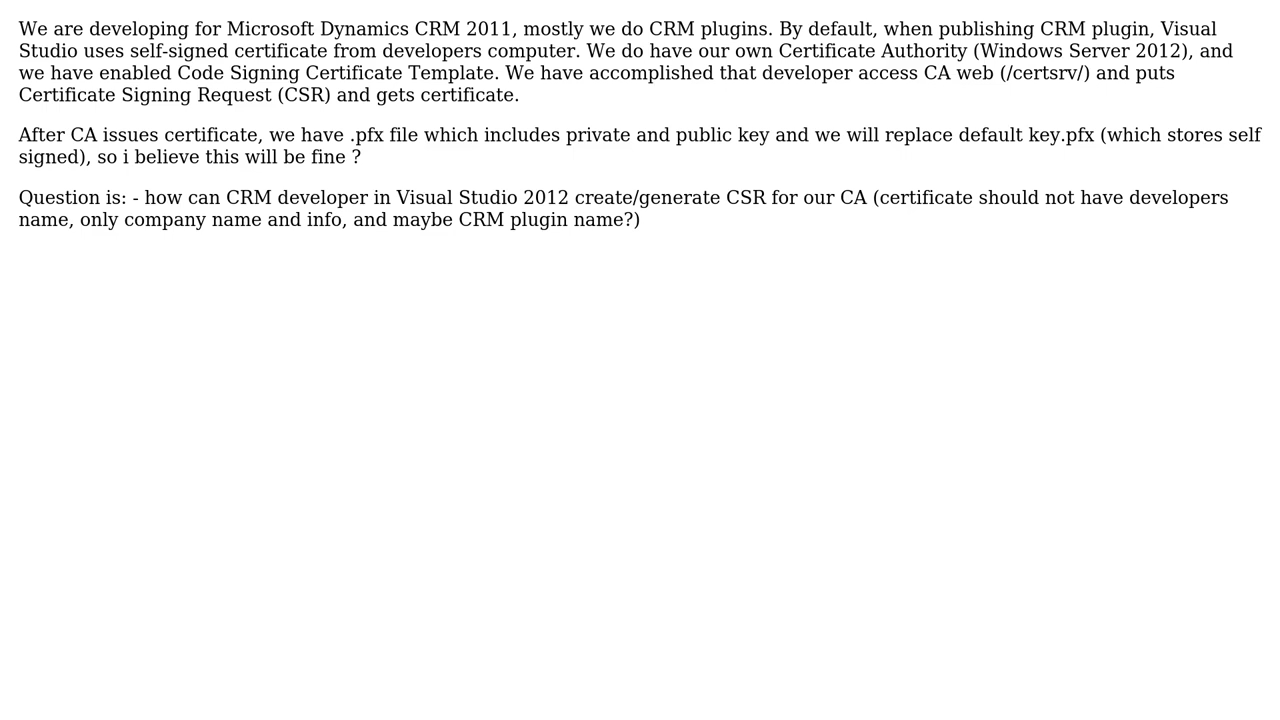 We are developing for Microsoft Dynamics CRM 2011, mostly we do CRM plugins. By default, when publishing CRM plugin, Visual
Studio uses self-signed certificate from developers computer. We do have our own Certificate Authority (Windows Server 2012), and
we have enabled Code Signing Certificate Template. We have accomplished that developer access CA web (/certsrv/) and puts
Certificate Signing Request (CSR) and gets certificate.
After CA issues certificate, we have .pfx file which includes private and public key and we will replace default key.pfx (which stores self
signed), so i believe this will be fine ?
Question is: - how can CRM developer in Visual Studio 2012 create/generate CSR for our CA (certificate should not have developers
name, only company name and info, and maybe CRM plugin name?)